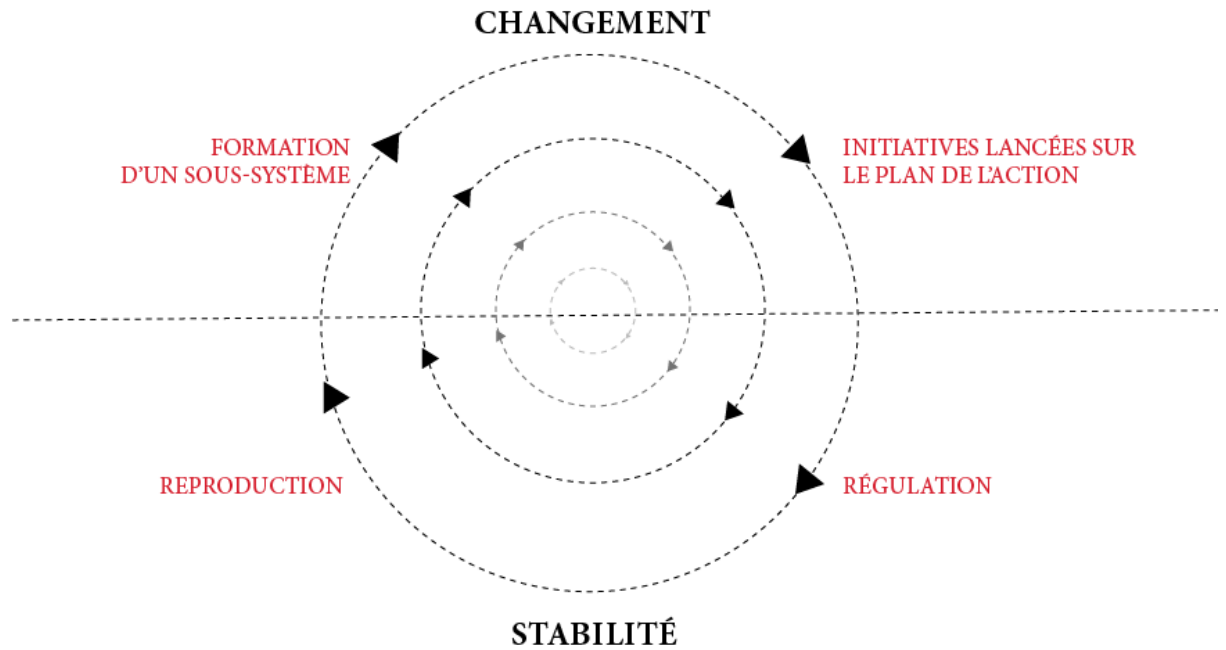 CHANGEMENT
FORMATION
D'UN SOUS-SYSTÈME
INITIATIVES LANCÉES SUR
LE PLAN DE L'ACTION
REPRODUCTION
RÉGULATION
STABILITÉ